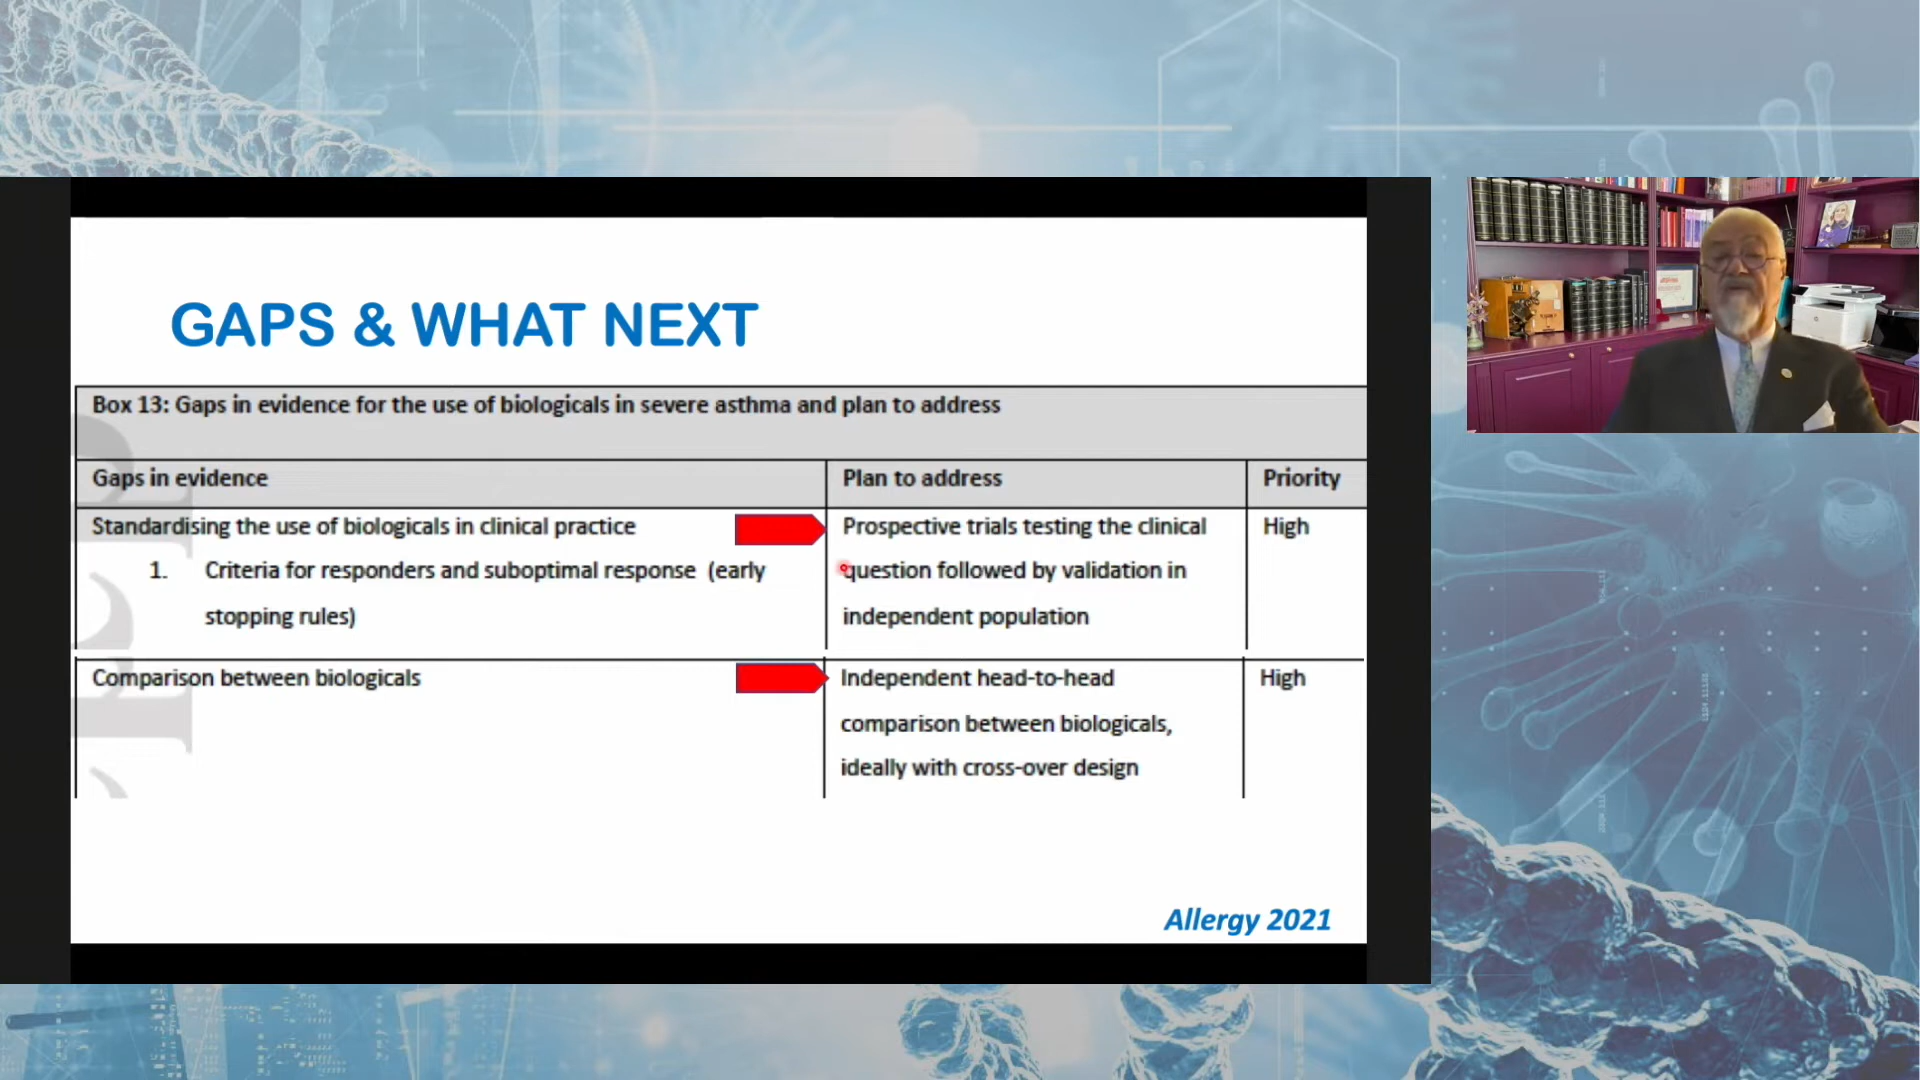 GAPS & WHAT NEXT
Box 13: Gaps in evidence for the use of biologicals in severe asthma and plan to address
Gaps in evidence
Plan to address
Priority
Standardising the use of biologicals in clinical practice
1. Criteria for responders and suboptimal response (early
stopping rules)
Prospective trials testing the clinical
question followed by validation in
independent population
High
Comparison between biologicals
Independent head-to-head
comparison between biologicals,
ideally with cross-over design
High
Allergy 2021